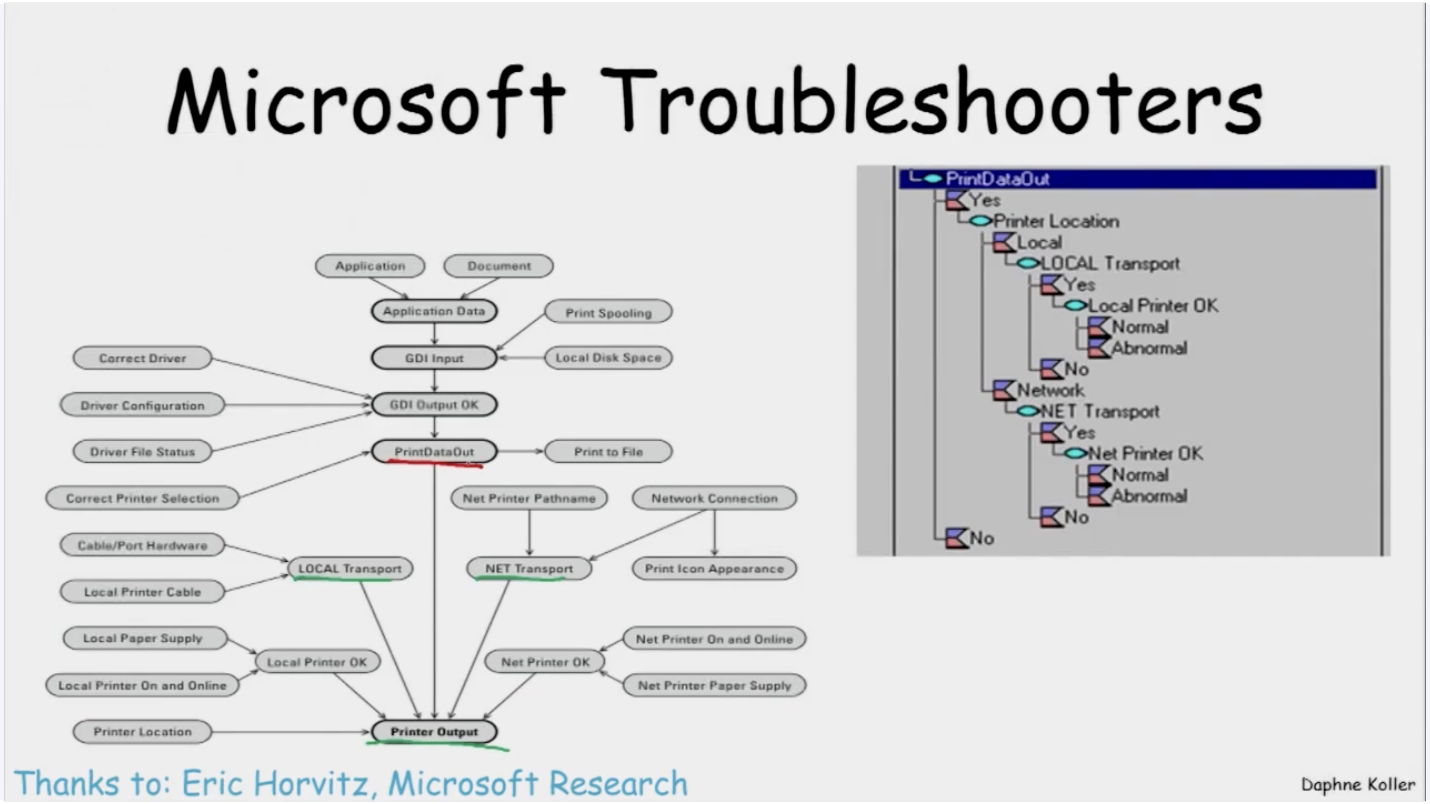 Microsoft Troubleshooters
Application
Document
Application Data
Print Spooling
GDI Input
Local Disk Space
Correct Driver
Driver Configuration
GDI Output OK
Driver File Status
PrintDataOut
Print to File
Correct Printer Selection
Net Printer Pathname
Network Connection
Cable/Port Hardware
LOCAL Transport
NET Transport
Print Icon Appearance
Local Printer Cable
Local Paper Supply
Net Printer On and Online
Local Printer OK
Net Printer OK
Local Printer On and Online
Net Printer Paper Supply
Printer Location
Printer Output
PrintDataOut
Yes
Printer Location
Local
LOCAL Transport
Yes
Local Printer OK
Normal
Abnormal
No
Network
NET Transport
Yes
Net Printer OK
Normal
Abnormal
No
No
Thanks to: Eric Horvitz, Microsoft Research
Daphne Koller